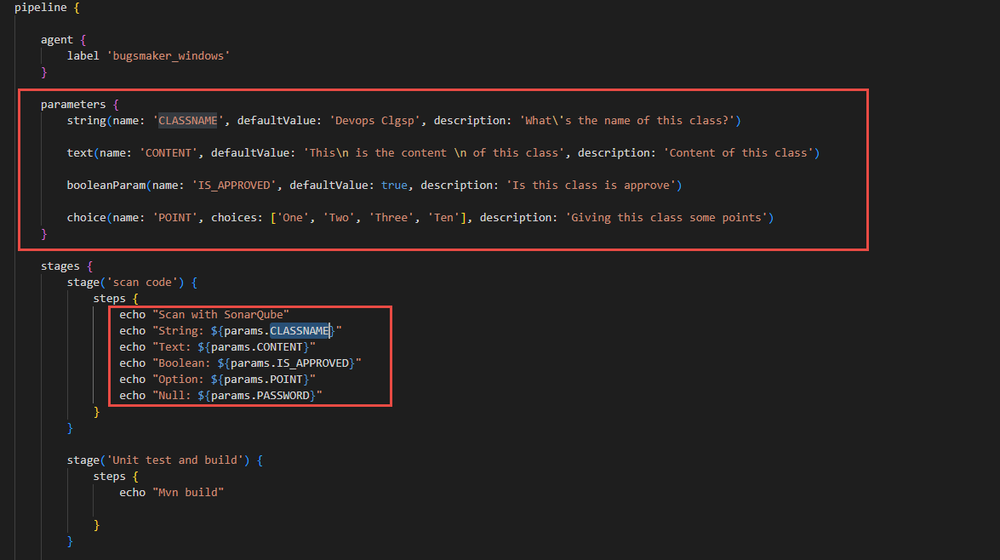 pipeline {
agent {
label 'bugsmaker_windows'
}
parameters {
string(name: 'CLASSNAME', defaultValue: 'Devops Clgsp', description: 'What\'s the name of this class?')
text(name: 'CONTENT', defaultValue: 'This\n is the content \n of this class', description: 'Content of this class')
booleanParam(name: 'IS_APPROVED', defaultValue: true, description: 'Is this class is approve')
choice(name: 'POINT', choices: ['One', 'Two', 'Three', 'Ten'], description: 'Giving this class some points')
}
stages {
stage('scan code') {
steps {
echo "Scan with SonarQube"
echo "String: ${params.CLASSNAME}"
echo "Text: ${params.CONTENT}"
echo "Boolean: ${params.IS_APPROVED}"
echo "Option: ${params.POINT}"
echo "Null: ${params.PASSWORD}"
}
}
stage('Unit test and build') {
steps {
echo "Mvn build"
}
}